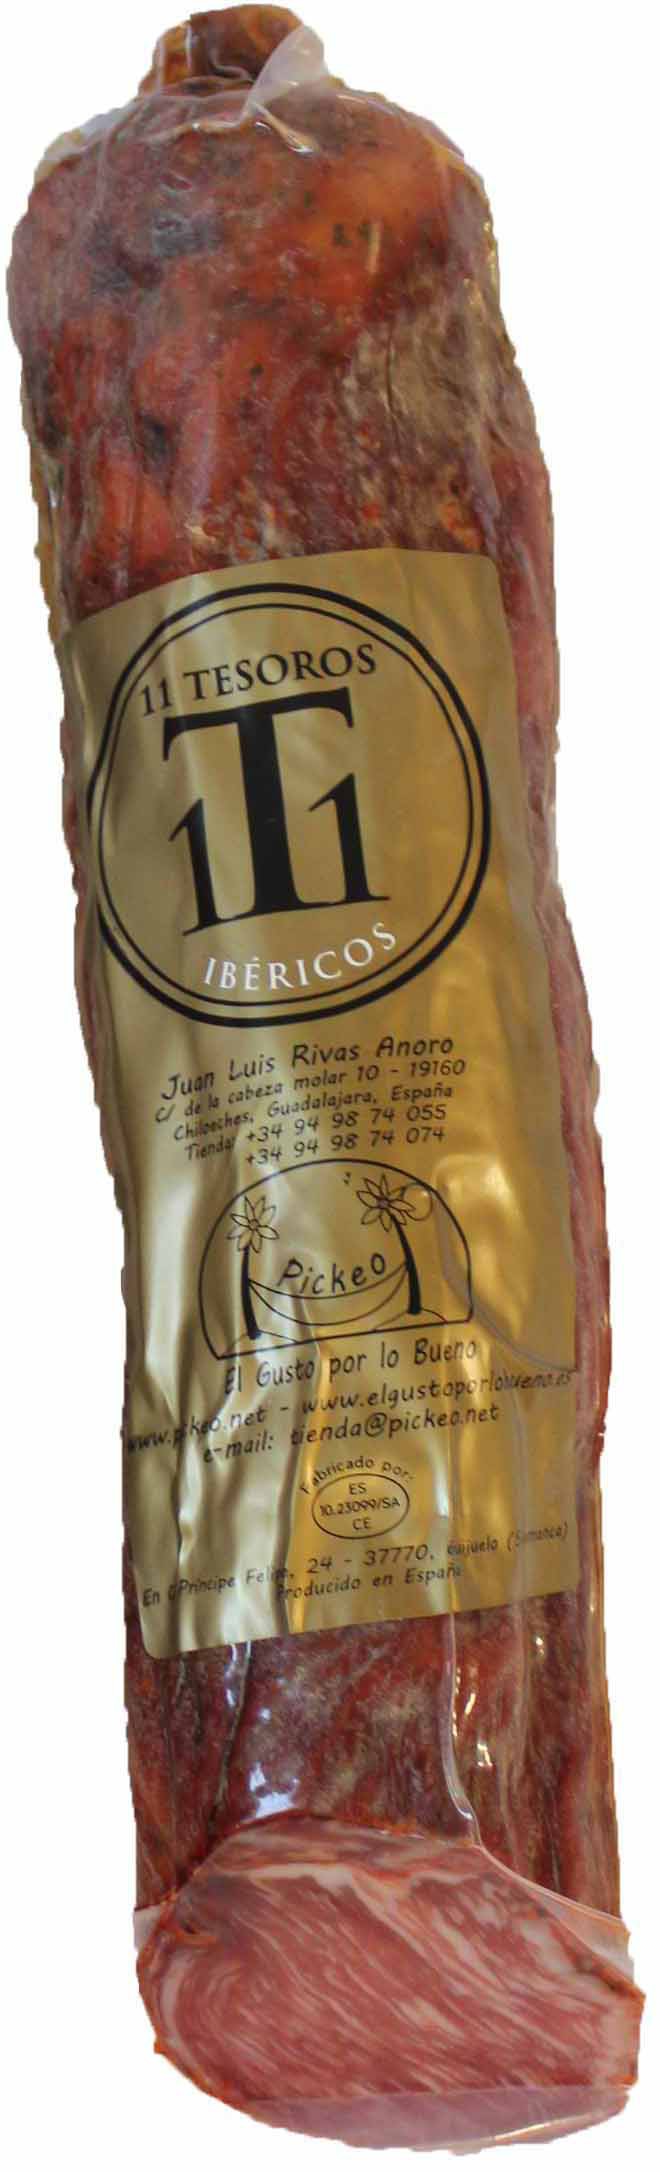 11 TESOROS
1T1
IBÉRICOS
Juan Luis Rivas Anoro
C/ de la cabeza molar 10 - 19160
Chiloeches, Guadalajara, España
Tienda: +34 94 98 74 055
+34 94 98 74 074
Pickeo
El Gusto por lo Bueno
www.pickeo.net - www.elgustoporlobueno.es
e-mail: tienda@pickeo.net
Fabricado por:
ES
10.23099/SA
CE
En C/Príncipe Felipe, 24 - 37770, Guijuelo (Salamanca)
Producido en España